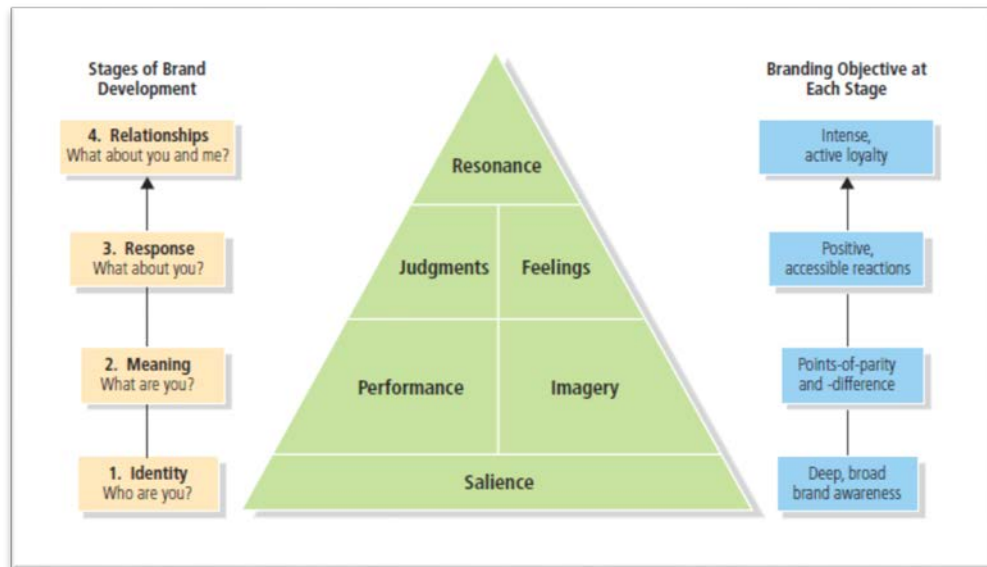 Stages of Brand
Development
4. Relationships
What about you and me?
3. Response
What about you?
2. Meaning
What are you?
1. Identity
Who are you?
Resonance
Judgments
Feelings
Performance
Imagery
Salience
Branding Objective at
Each Stage
Intense,
active loyalty
Positive,
accessible reactions
Points-of-parity
and -difference
Deep, broad
brand awareness